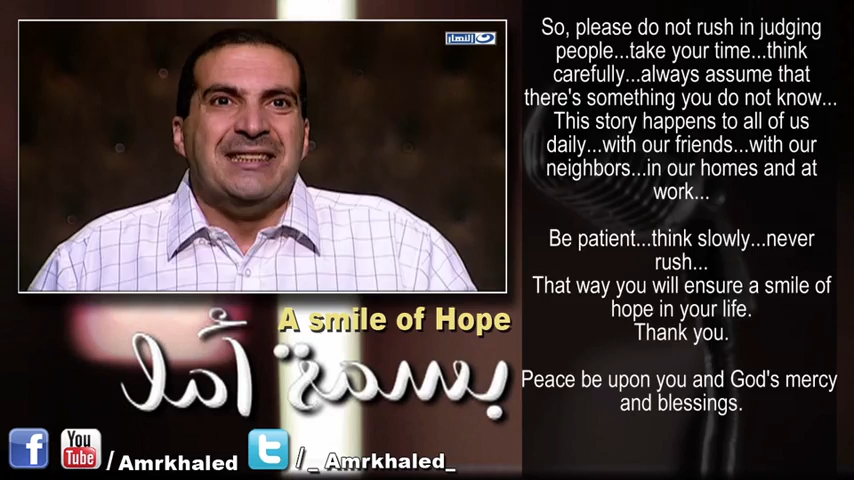 النهار
A smile of Hope
بسمة أمل
f You Tube /Amrkhaled t /_Amrkhaled_
So, please do not rush in judging
people...take your time...think
carefully...always assume that
there's something you do not know...
This story happens to all of us
daily...with our friends...with our
neighbors...in our homes and at
work...
Be patient...think slowly...never
rush...
That way you will ensure a smile of
hope in your life.
Thank you.
Peace be upon you and God's mercy
and blessings.